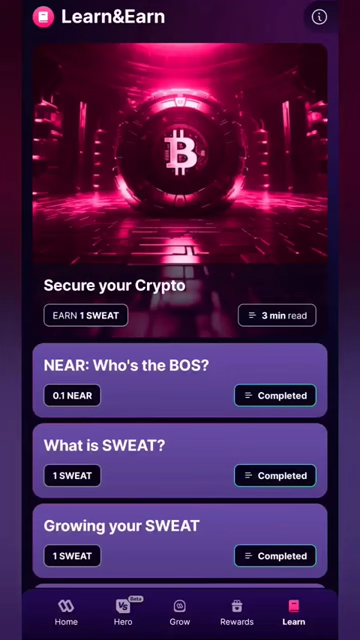 Learn&Earn
Secure your Crypto
EARN 1 SWEAT
3 min read
NEAR: Who's the BOS?
0.1 NEAR
Completed
What is SWEAT?
1 SWEAT
Completed
Growing your SWEAT
1 SWEAT
Completed
Beta
Home
Hero
Grow
Rewards
Learn